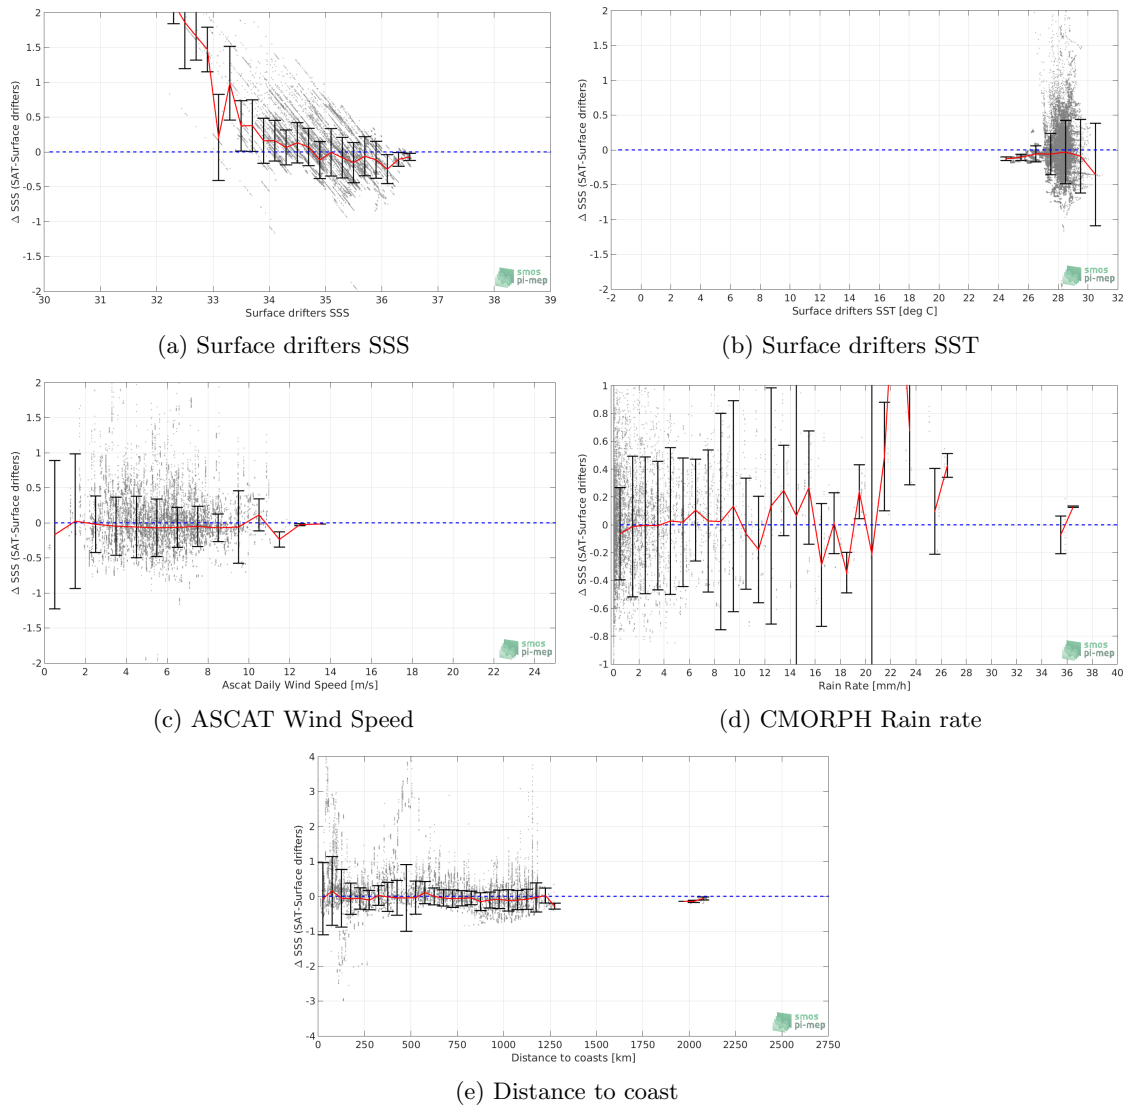 2
1.5
1
0.5
0
-0.5
-1
-1.5
-2
Δ SSS (SAT-Surface drifters)
30 31 32 33 34 35 36 37 38 39
Surface drifters SSS
smos
pi-mep
(a) Surface drifters SSS
2
1.5
1
0.5
0
-0.5
-1
-1.5
-2
Δ SSS (SAT-Surface drifters)
-2 0 2 4 6 8 10 12 14 16 18 20 22 24 26 28 30 32
Surface drifters SST [deg C]
smos
pi-mep
(b) Surface drifters SST
2
1.5
1
0.5
0
-0.5
-1
-1.5
-2
Δ SSS (SAT-Surface drifters)
0 2 4 6 8 10 12 14 16 18 20 22 24
Ascat Daily Wind Speed [m/s]
smos
pi-mep
(c) ASCAT Wind Speed
1
0.8
0.6
0.4
0.2
0
-0.2
-0.4
-0.6
-0.8
-1
Δ SSS (SAT-Surface drifters)
0 2 4 6 8 10 12 14 16 18 20 22 24 26 28 30 32 34 36 38 40
Rain Rate [mm/h]
smos
pi-mep
(d) CMORPH Rain rate
4
3
2
1
0
-1
-2
-3
-4
Δ SSS (SAT-Surface drifters)
0 250 500 750 1000 1250 1500 1750 2000 2250 2500 2750
Distance to coasts [km]
smos
pi-mep
(e) Distance to coast